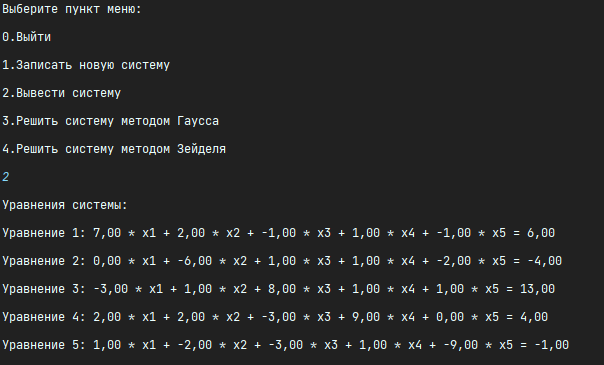 Выберите пункт меню:
0.Выйти
1.Записать новую систему
2.Вывести систему
3.Решить систему методом Гаусса
4.Решить систему методом Зейделя
2
Уравнения системы:
Уравнение 1: 7,00 * x1 + 2,00 * x2 + -1,00 * x3 + 1,00 * x4 + -1,00 * x5 = 6,00
Уравнение 2: 0,00 * x1 + -6,00 * x2 + 1,00 * x3 + 1,00 * x4 + -2,00 * x5 = -4,00
Уравнение 3: -3,00 * x1 + 1,00 * x2 + 8,00 * x3 + 1,00 * x4 + 1,00 * x5 = 13,00
Уравнение 4: 2,00 * x1 + 2,00 * x2 + -3,00 * x3 + 9,00 * x4 + 0,00 * x5 = 4,00
Уравнение 5: 1,00 * x1 + -2,00 * x2 + -3,00 * x3 + 1,00 * x4 + -9,00 * x5 = -1,00